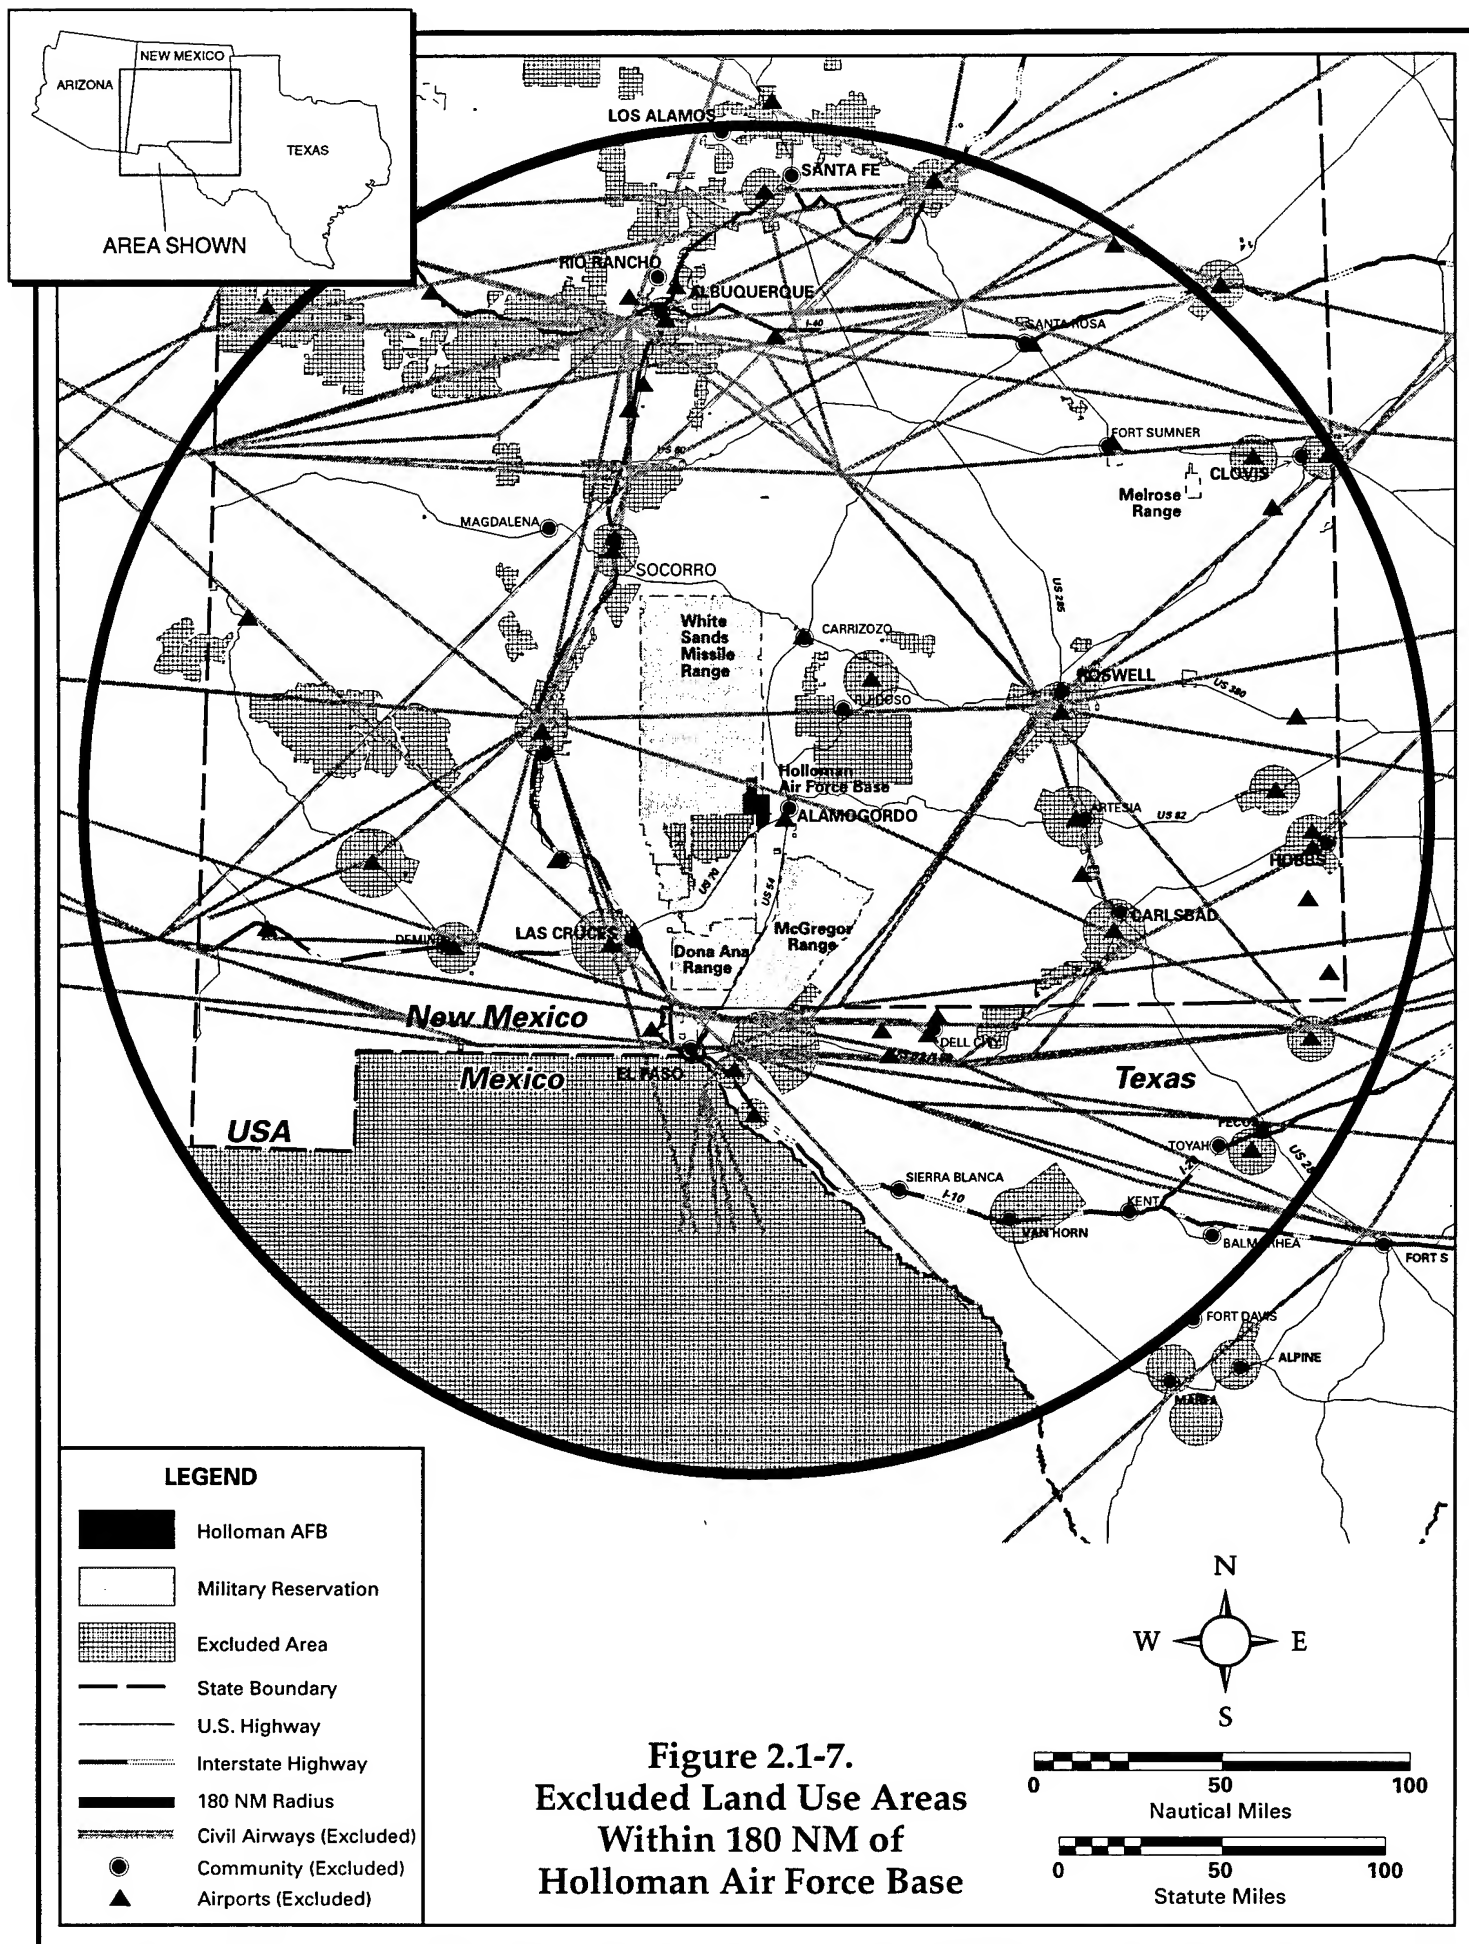 NEW MEXICO
ARIZONA
TEXAS
AREA SHOWN
LOS ALAMOS
SANTA FE
RIO RANCHO
ALBUQUERQUE
I-40
SANTA ROSA
US 60
FORT SUMNER
CLOVIS
Melrose
Range
MAGDALENA
SOCORRO
US 285
White
Sands
Missile
Range
CARRIZOZO
ROSWELL
US 380
RUIDOSO
Holloman
Air Force Base
ALAMOGORDO
ARTESIA
US 82
HOBBS
US 70
US 54
CARLSBAD
LAS CRUCES
DEMING
McGregor
Range
Dona Ana
Range
New Mexico
DELL CITY
EL PASO
Mexico
Texas
USA
PECOS
TOYAH
US 28
I-20
SIERRA BLANCA
I-10
KENT
VAN HORN
BALMORHEA
FORT S
FORT DAVIS
ALPINE
MARFA
LEGEND
Holloman AFB
Military Reservation
Excluded Area
State Boundary
U.S. Highway
Interstate Highway
180 NM Radius
Civil Airways (Excluded)
Community (Excluded)
Airports (Excluded)
N
W E
S
Figure 2.1-7.
Excluded Land Use Areas
Within 180 NM of
Holloman Air Force Base
0 50 100
Nautical Miles
0 50 100
Statute Miles